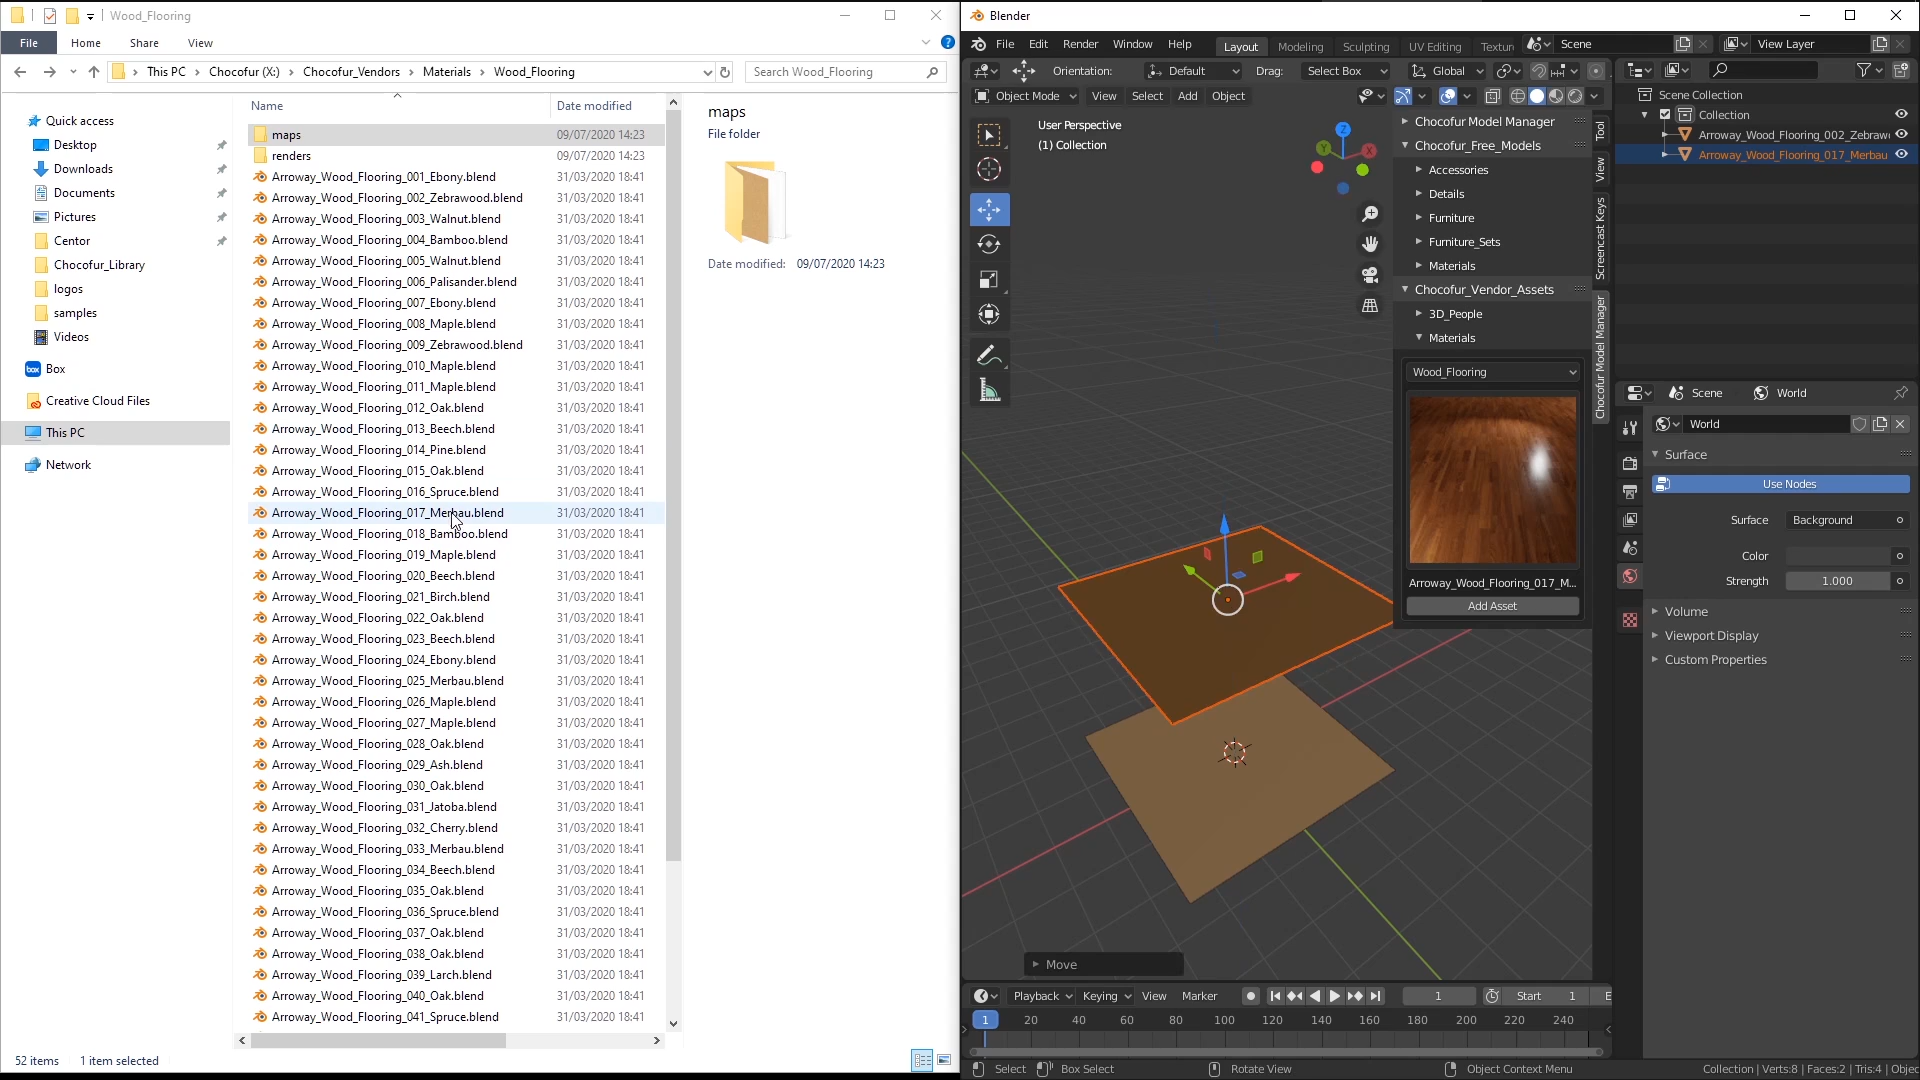 Wood_Flooring
File
Home
Share
View
This PC
Chocofur (X:)
Chocofur_Vendors
Materials
Wood_Flooring
Search Wood_Flooring
Quick access
Desktop
Downloads
Documents
Pictures
Centor
Chocofur_Library
logos
samples
Videos
Box
Creative Cloud Files
This PC
Network
Name Date modified
maps 09/07/2020 14:23
renders 09/07/2020 14:23
Arroway_Wood_Flooring_001_Ebony.blend 31/03/2020 18:41
Arroway_Wood_Flooring_002_Zebrawood.blend 31/03/2020 18:41
Arroway_Wood_Flooring_003_Walnut.blend 31/03/2020 18:41
Arroway_Wood_Flooring_004_Bamboo.blend 31/03/2020 18:41
Arroway_Wood_Flooring_005_Walnut.blend 31/03/2020 18:41
Arroway_Wood_Flooring_006_Palisander.blend 31/03/2020 18:41
Arroway_Wood_Flooring_007_Ebony.blend 31/03/2020 18:41
Arroway_Wood_Flooring_008_Maple.blend 31/03/2020 18:41
Arroway_Wood_Flooring_009_Zebrawood.blend 31/03/2020 18:41
Arroway_Wood_Flooring_010_Maple.blend 31/03/2020 18:41
Arroway_Wood_Flooring_011_Maple.blend 31/03/2020 18:41
Arroway_Wood_Flooring_012_Oak.blend 31/03/2020 18:41
Arroway_Wood_Flooring_013_Beech.blend 31/03/2020 18:41
Arroway_Wood_Flooring_014_Pine.blend 31/03/2020 18:41
Arroway_Wood_Flooring_015_Oak.blend 31/03/2020 18:41
Arroway_Wood_Flooring_016_Spruce.blend 31/03/2020 18:41
Arroway_Wood_Flooring_017_Merbau.blend 31/03/2020 18:41
Arroway_Wood_Flooring_018_Bamboo.blend 31/03/2020 18:41
Arroway_Wood_Flooring_019_Maple.blend 31/03/2020 18:41
Arroway_Wood_Flooring_020_Beech.blend 31/03/2020 18:41
Arroway_Wood_Flooring_021_Birch.blend 31/03/2020 18:41
Arroway_Wood_Flooring_022_Oak.blend 31/03/2020 18:41
Arroway_Wood_Flooring_023_Beech.blend 31/03/2020 18:41
Arroway_Wood_Flooring_024_Ebony.blend 31/03/2020 18:41
Arroway_Wood_Flooring_025_Merbau.blend 31/03/2020 18:41
Arroway_Wood_Flooring_026_Maple.blend 31/03/2020 18:41
Arroway_Wood_Flooring_027_Maple.blend 31/03/2020 18:41
Arroway_Wood_Flooring_028_Oak.blend 31/03/2020 18:41
Arroway_Wood_Flooring_029_Ash.blend 31/03/2020 18:41
Arroway_Wood_Flooring_030_Oak.blend 31/03/2020 18:41
Arroway_Wood_Flooring_031_Jatoba.blend 31/03/2020 18:41
Arroway_Wood_Flooring_032_Cherry.blend 31/03/2020 18:41
Arroway_Wood_Flooring_033_Merbau.blend 31/03/2020 18:41
Arroway_Wood_Flooring_034_Beech.blend 31/03/2020 18:41
Arroway_Wood_Flooring_035_Oak.blend 31/03/2020 18:41
Arroway_Wood_Flooring_036_Spruce.blend 31/03/2020 18:41
Arroway_Wood_Flooring_037_Oak.blend 31/03/2020 18:41
Arroway_Wood_Flooring_038_Oak.blend 31/03/2020 18:41
Arroway_Wood_Flooring_039_Larch.blend 31/03/2020 18:41
Arroway_Wood_Flooring_040_Oak.blend 31/03/2020 18:41
Arroway_Wood_Flooring_041_Spruce.blend 31/03/2020 18:41
maps
File folder
Date modified: 09/07/2020 14:23
52 items 1 item selected
Blender
File Edit Render Window Help
Layout Modeling Sculpting UV Editing Textur
Scene
View Layer
Orientation: Default Drag: Select Box Global
Object Mode View Select Add Object
User Perspective
(1) Collection
Z
Y
X
Chocofur Model Manager
Chocofur_Free_Models
Accessories
Details
Furniture
Furniture_Sets
Materials
Chocofur_Vendor_Assets
3D_People
Materials
Wood_Flooring
Arroway_Wood_Flooring_017_M...
Add Asset
Tool
View
Screencast Keys
Chocofur Model Manager
Move
Scene Collection
Collection
Arroway_Wood_Flooring_002_Zebraw
Arroway_Wood_Flooring_017_Merbau
Scene World
World
Surface
Use Nodes
Surface Background
Color
Strength 1.000
Volume
Viewport Display
Custom Properties
Playback Keying View Marker
1
Start 1 E
1 20 40 60 80 100 120 140 160 180 200 220 240
Select Box Select Rotate View Object Context Menu
Collection | Verts:8 | Faces:2 | Tris:4 | Objec